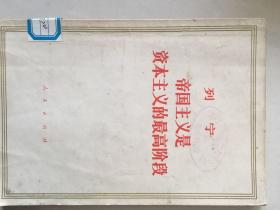 列宁
帝国主义是
资本主义的最高阶段
人民出版社